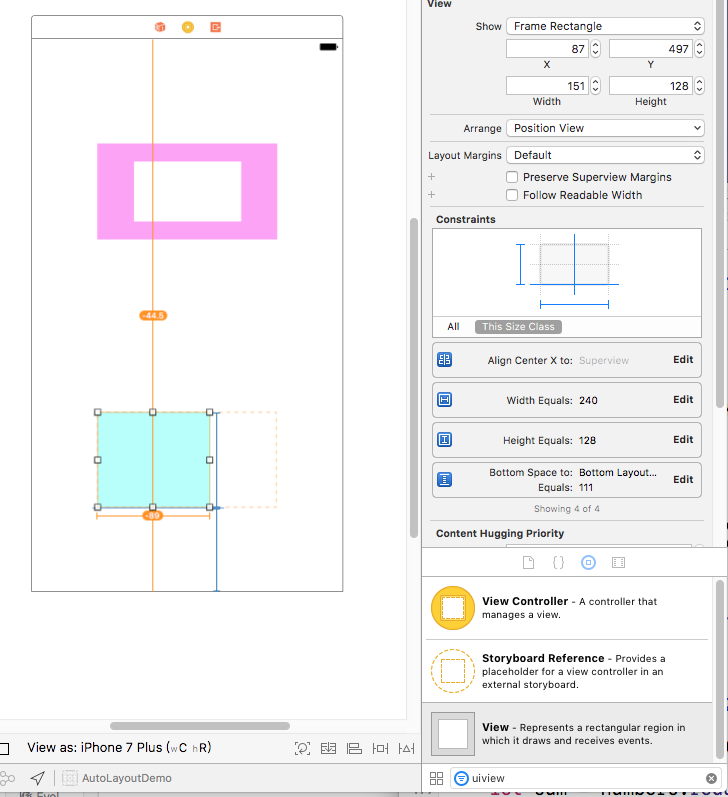 View
Show Frame Rectangle
87 497
X Y
151 128
Width Height
Arrange Position View
Layout Margins Default
Preserve Superview Margins
Follow Readable Width
Constraints
All This Size Class
Align Center X to: Superview Edit
Width Equals: 240 Edit
Height Equals: 128 Edit
Bottom Space to: Bottom Layout...
Equals: 111 Edit
Showing 4 of 4
Content Hugging Priority
-44.5
-89
View Controller - A controller that
manages a view.
Storyboard Reference - Provides a
placeholder for a view controller in an
external storyboard.
View - Represents a rectangular region in
which it draws and receives events.
View as: iPhone 7 Plus (wC hR)
AutoLayoutDemo
uiview